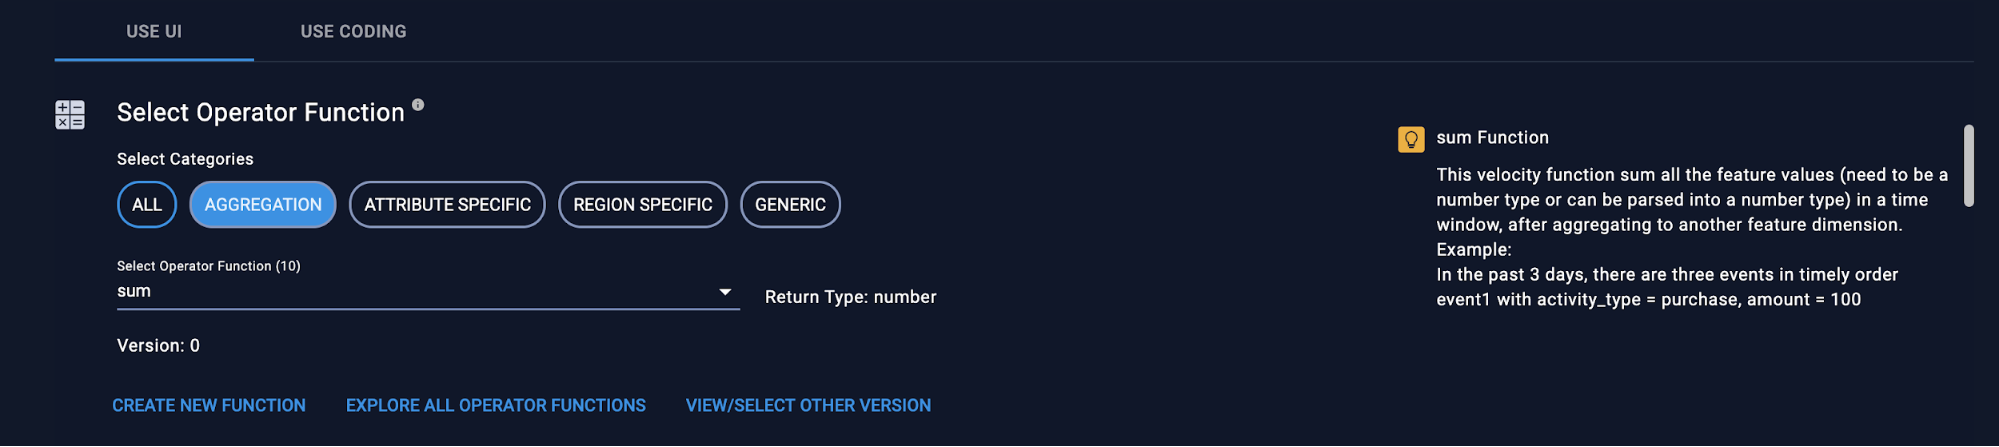 USE UI
USE CODING
Select Operator Function
Select Categories
ALL
AGGREGATION
ATTRIBUTE SPECIFIC
REGION SPECIFIC
GENERIC
Select Operator Function (10)
sum
Return Type: number
Version: 0
CREATE NEW FUNCTION
EXPLORE ALL OPERATOR FUNCTIONS
VIEW/SELECT OTHER VERSION
sum Function
This velocity function sum all the feature values (need to be a
number type or can be parsed into a number type) in a time
window, after aggregating to another feature dimension.
Example:
In the past 3 days, there are three events in timely order
event1 with activity_type = purchase, amount = 100